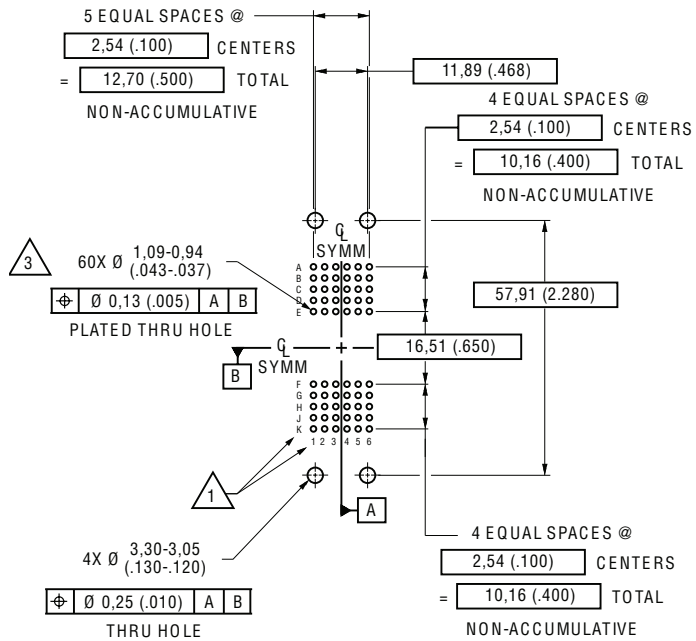 5 EQUAL SPACES @
2,54 (.100) CENTERS
= 12,70 (.500) TOTAL
NON-ACCUMULATIVE
11,89 (.468)
4 EQUAL SPACES @
2,54 (.100) CENTERS
= 10,16 (.400) TOTAL
NON-ACCUMULATIVE
℄
SYMM
3
60X Ø 1,09-0,94
(.043-.037)
⌖ Ø 0,13 (.005) A B
PLATED THRU HOLE
A
B
C
D
E
57,91 (2.280)
16,51 (.650)
℄
SYMM
B
F
G
H
J
K
1 2 3 4 5 6
1
A
4X Ø 3,30-3,05
(.130-.120)
⌖ Ø 0,25 (.010) A B
THRU HOLE
4 EQUAL SPACES @
2,54 (.100) CENTERS
= 10,16 (.400) TOTAL
NON-ACCUMULATIVE